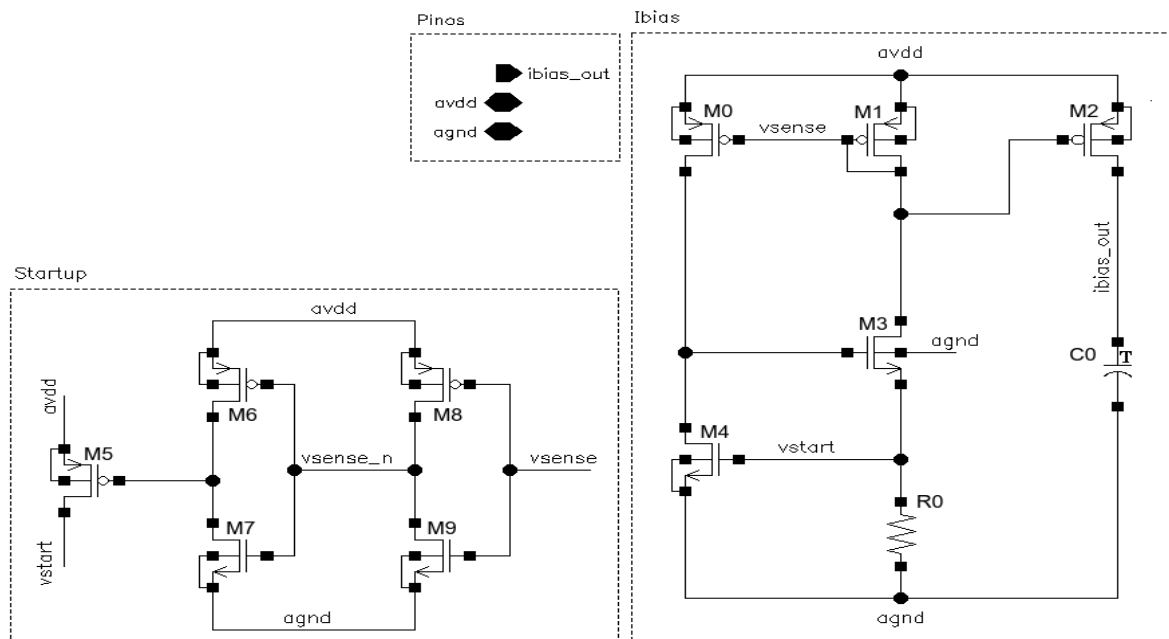 Pinos
ibias_out
avdd
agnd
Ibias
avdd
M0
vsense
M1
M2
ibias_out
M3
agnd
C0
T
M4
vstart
R0
agnd
Startup
avdd
avdd
M6
M8
M5
vsense_n
vsense
M7
M9
vstart
agnd